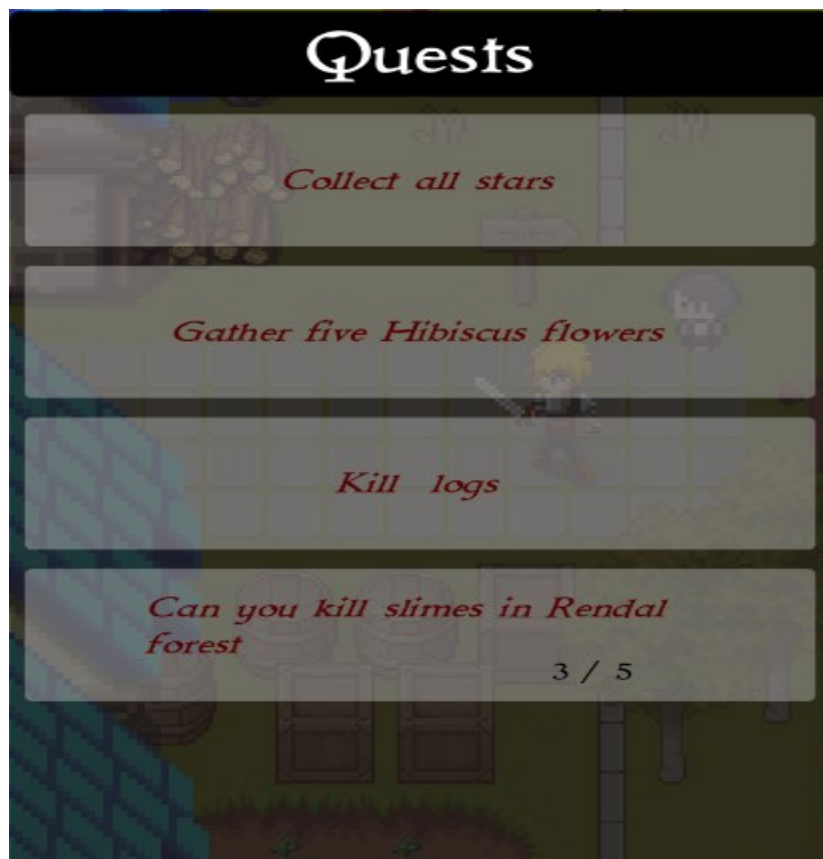 Quests
Collect all stars
Gather five Hibiscus flowers
Kill logs
Can you kill slimes in Rendal
forest
3 / 5